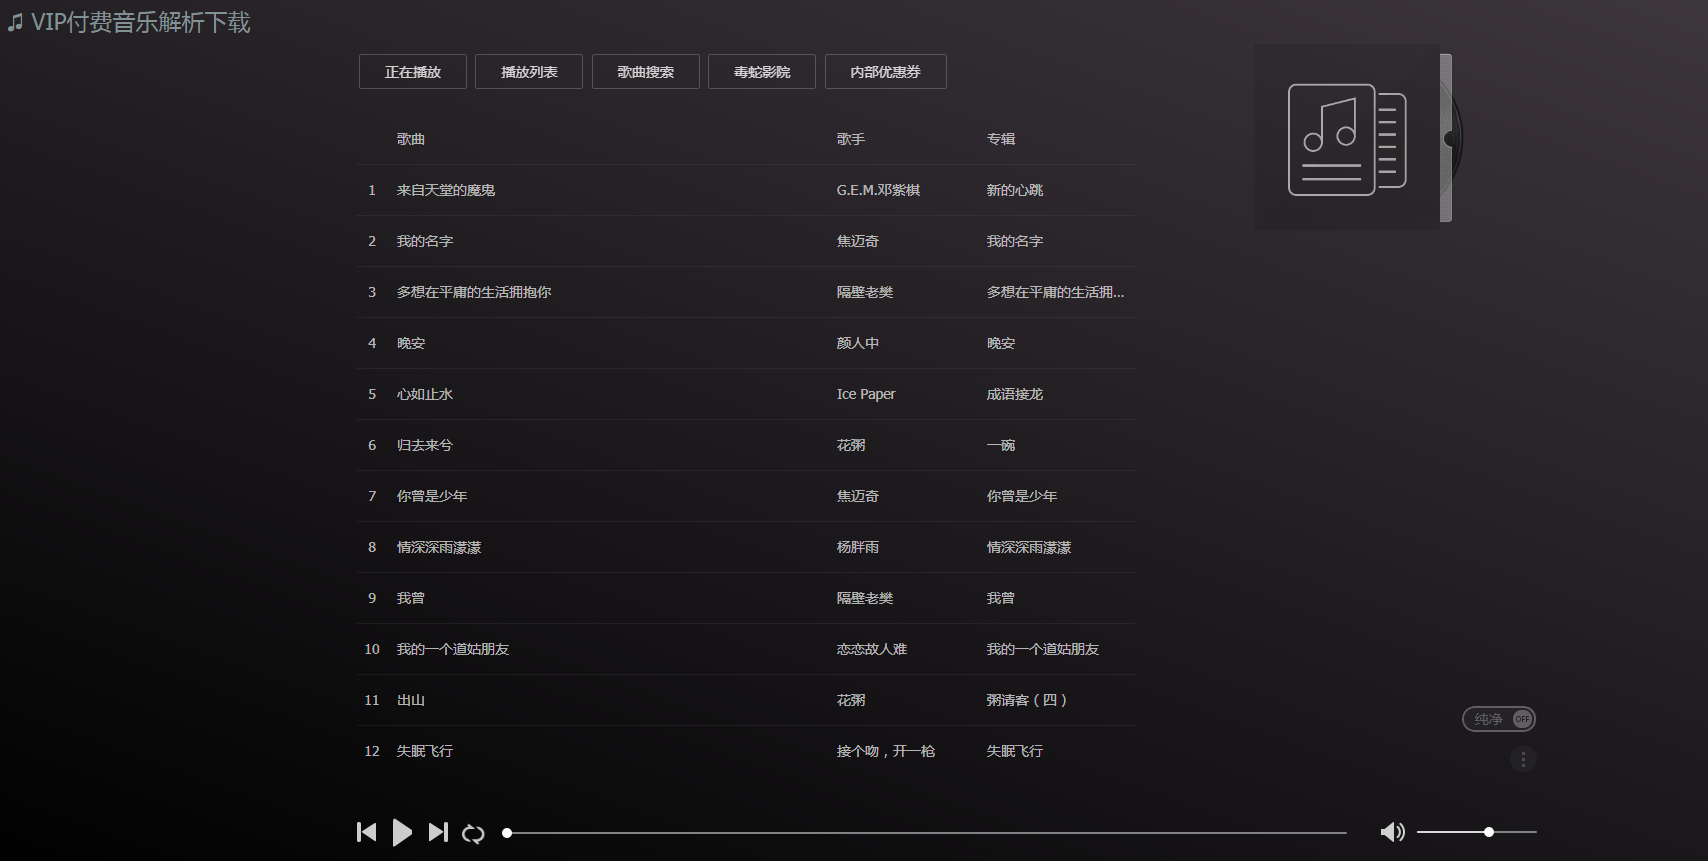 VIP付费音乐解析下载
正在播放 播放列表 歌曲搜索 毒蛇影院 内部优惠券
歌曲 歌手 专辑
1 来自天堂的魔鬼 G.E.M.邓紫棋 新的心跳
2 我的名字 焦迈奇 我的名字
3 多想在平庸的生活拥抱你 隔壁老樊 多想在平庸的生活拥...
4 晚安 颜人中 晚安
5 心如止水 Ice Paper 成语接龙
6 归去来兮 花粥 一碗
7 你曾是少年 焦迈奇 你曾是少年
8 情深深雨濛濛 杨胖雨 情深深雨濛濛
9 我曾 隔壁老樊 我曾
10 我的一个道姑朋友 恋恋故人难 我的一个道姑朋友
11 出山 花粥 粥请客（四）
纯净 OFF
12 失眠飞行 接个吻，开一枪 失眠飞行